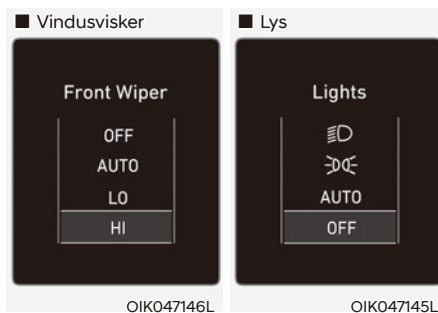 ■ Vindusvisker
Front Wiper
OFF
AUTO
LO
HI
OIK047146L
■ Lys
Lights
AUTO
OFF
OIK047145L